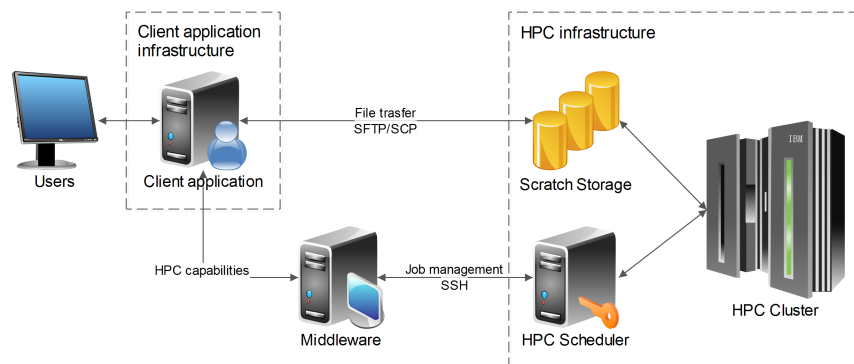 Client application
infrastructure
HPC infrastructure
File trasfer
SFTP/SCP
IBM
Users
Client application
Scratch Storage
HPC capabilities
Job management
SSH
Middleware
HPC Scheduler
HPC Cluster